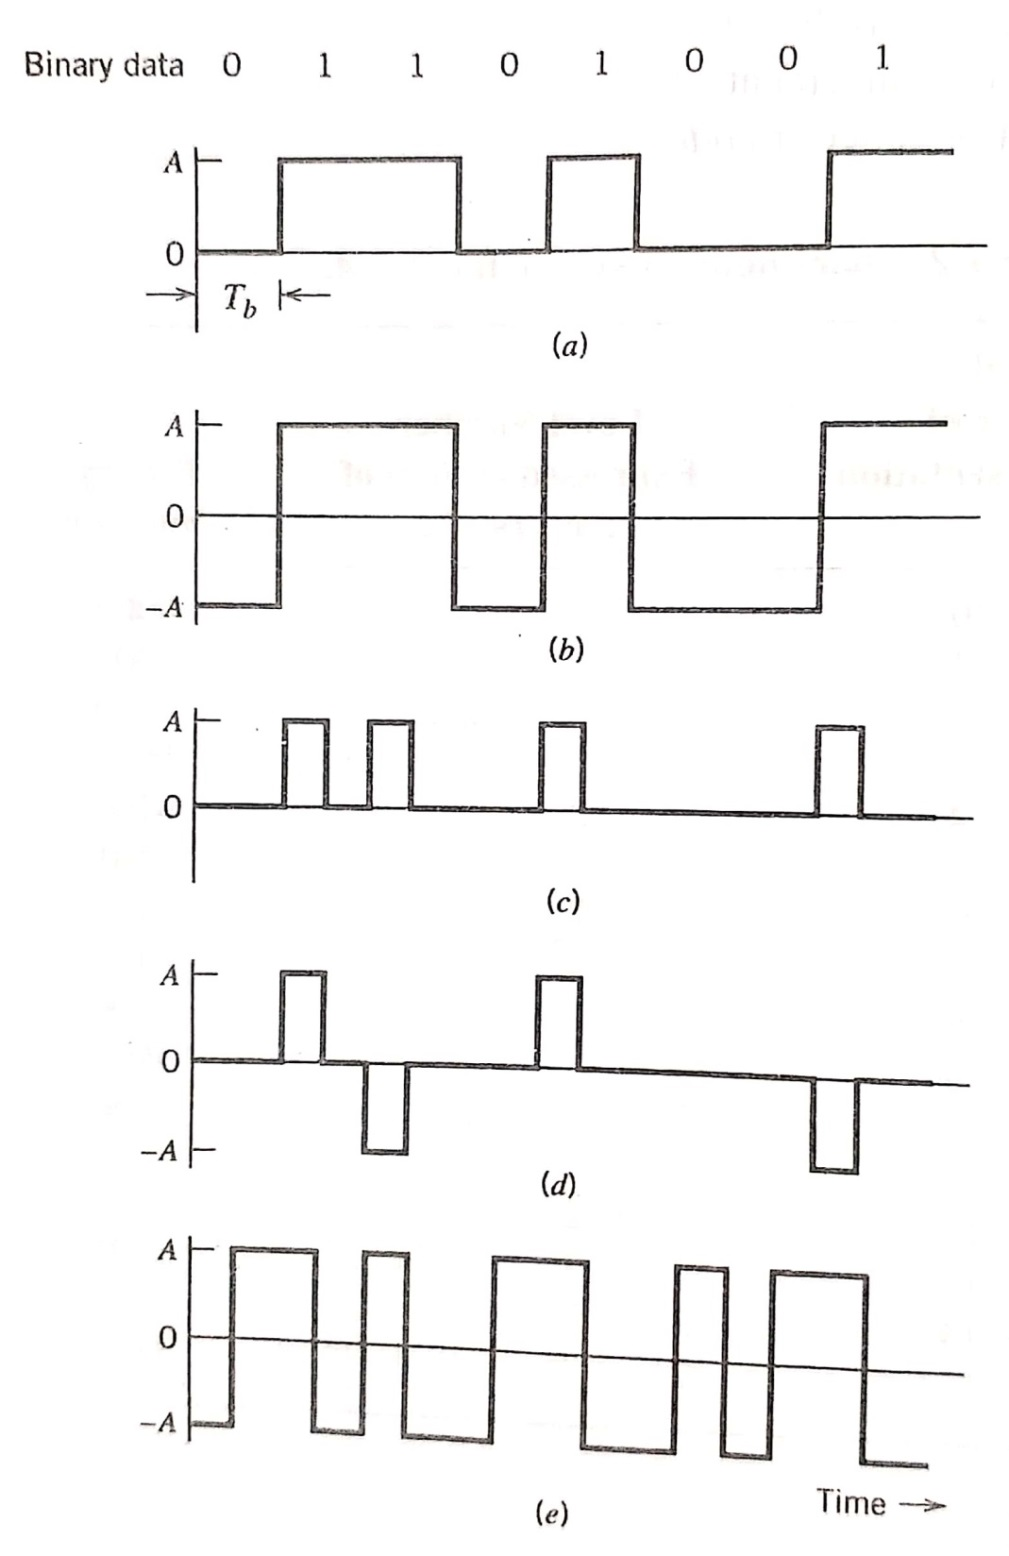 Binary data 0 1 1 0 1 0 0 1
A
0
T_b
(a)
A
0
-A
(b)
A
0
(c)
A
0
-A
(d)
A
0
-A
Time →
(e)